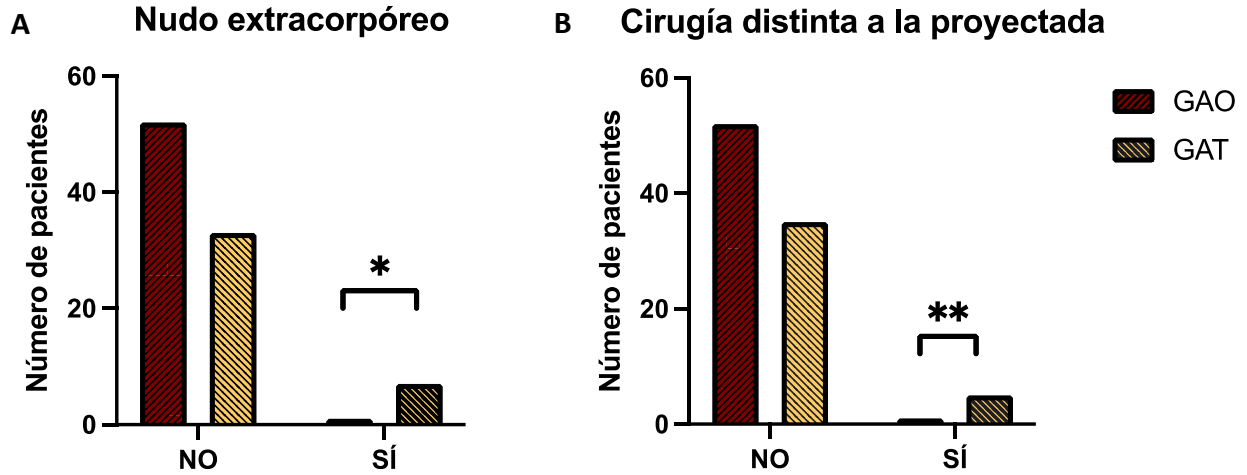 A
Nudo extracorpóreo
Número de pacientes
60
40
20
0
*
NO
SÍ
B
Cirugía distinta a la proyectada
Número de pacientes
60
40
20
0
**
NO
SÍ
GAO
GAT